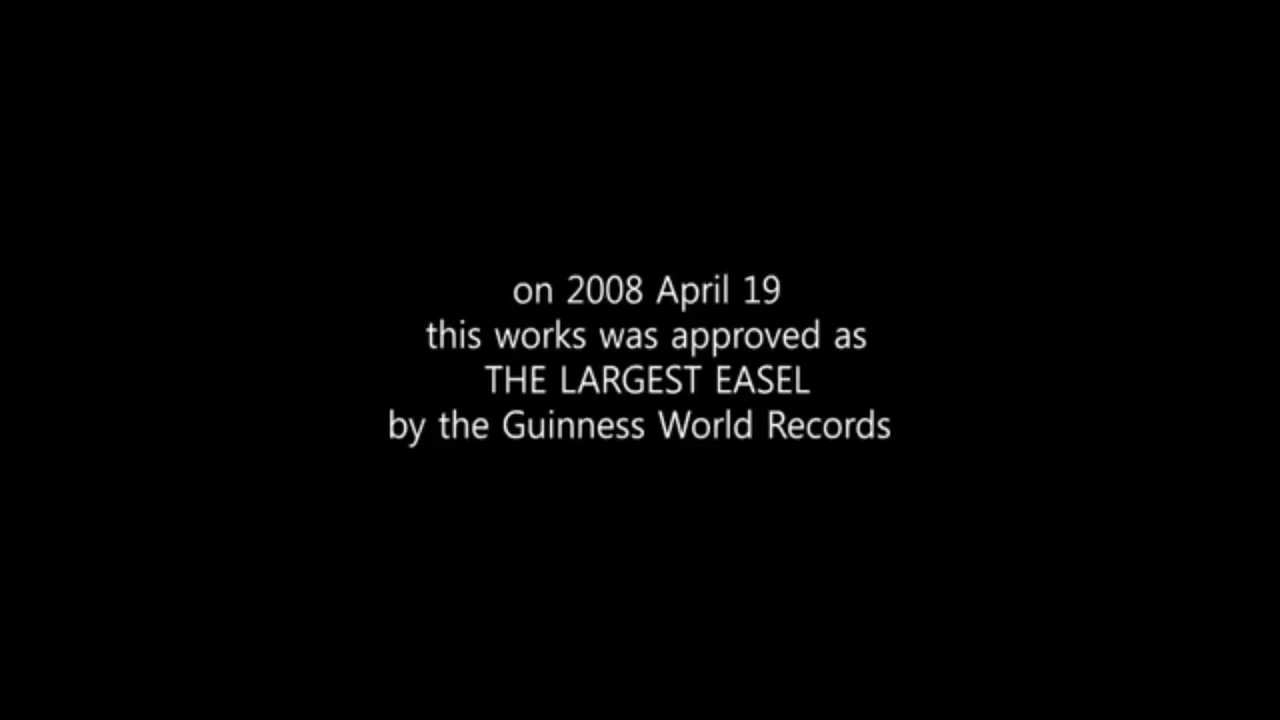 on 2008 April 19
this works was approved as
THE LARGEST EASEL
by the Guinness World Records